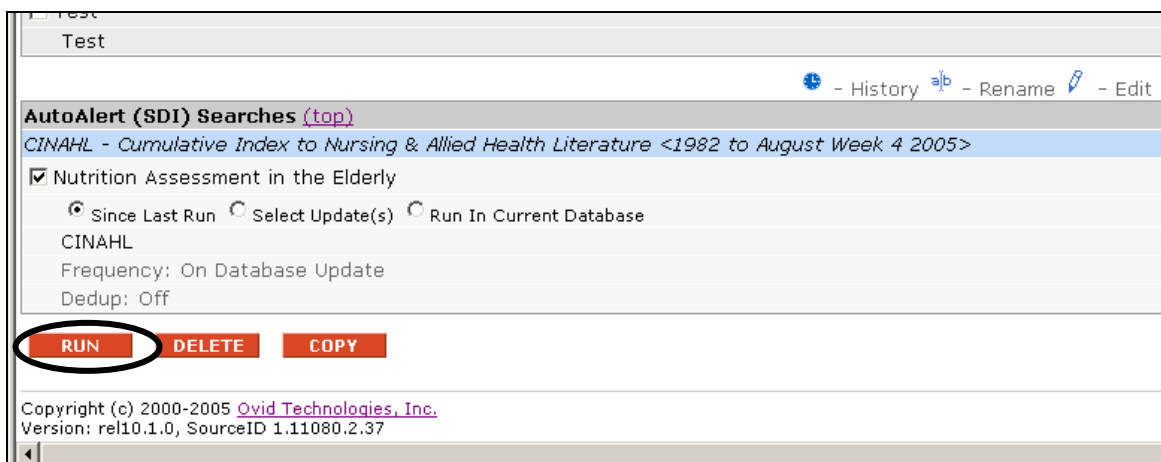 Test
Test
- History a|b - Rename - Edit
AutoAlert (SDI) Searches (top)
CINAHL - Cumulative Index to Nursing & Allied Health Literature <1982 to August Week 4 2005>
Nutrition Assessment in the Elderly
Since Last Run Select Update(s) Run In Current Database
CINAHL
Frequency: On Database Update
Dedup: Off
RUN DELETE COPY
Copyright (c) 2000-2005 Ovid Technologies, Inc.
Version: rel10.1.0, SourceID 1.11080.2.37